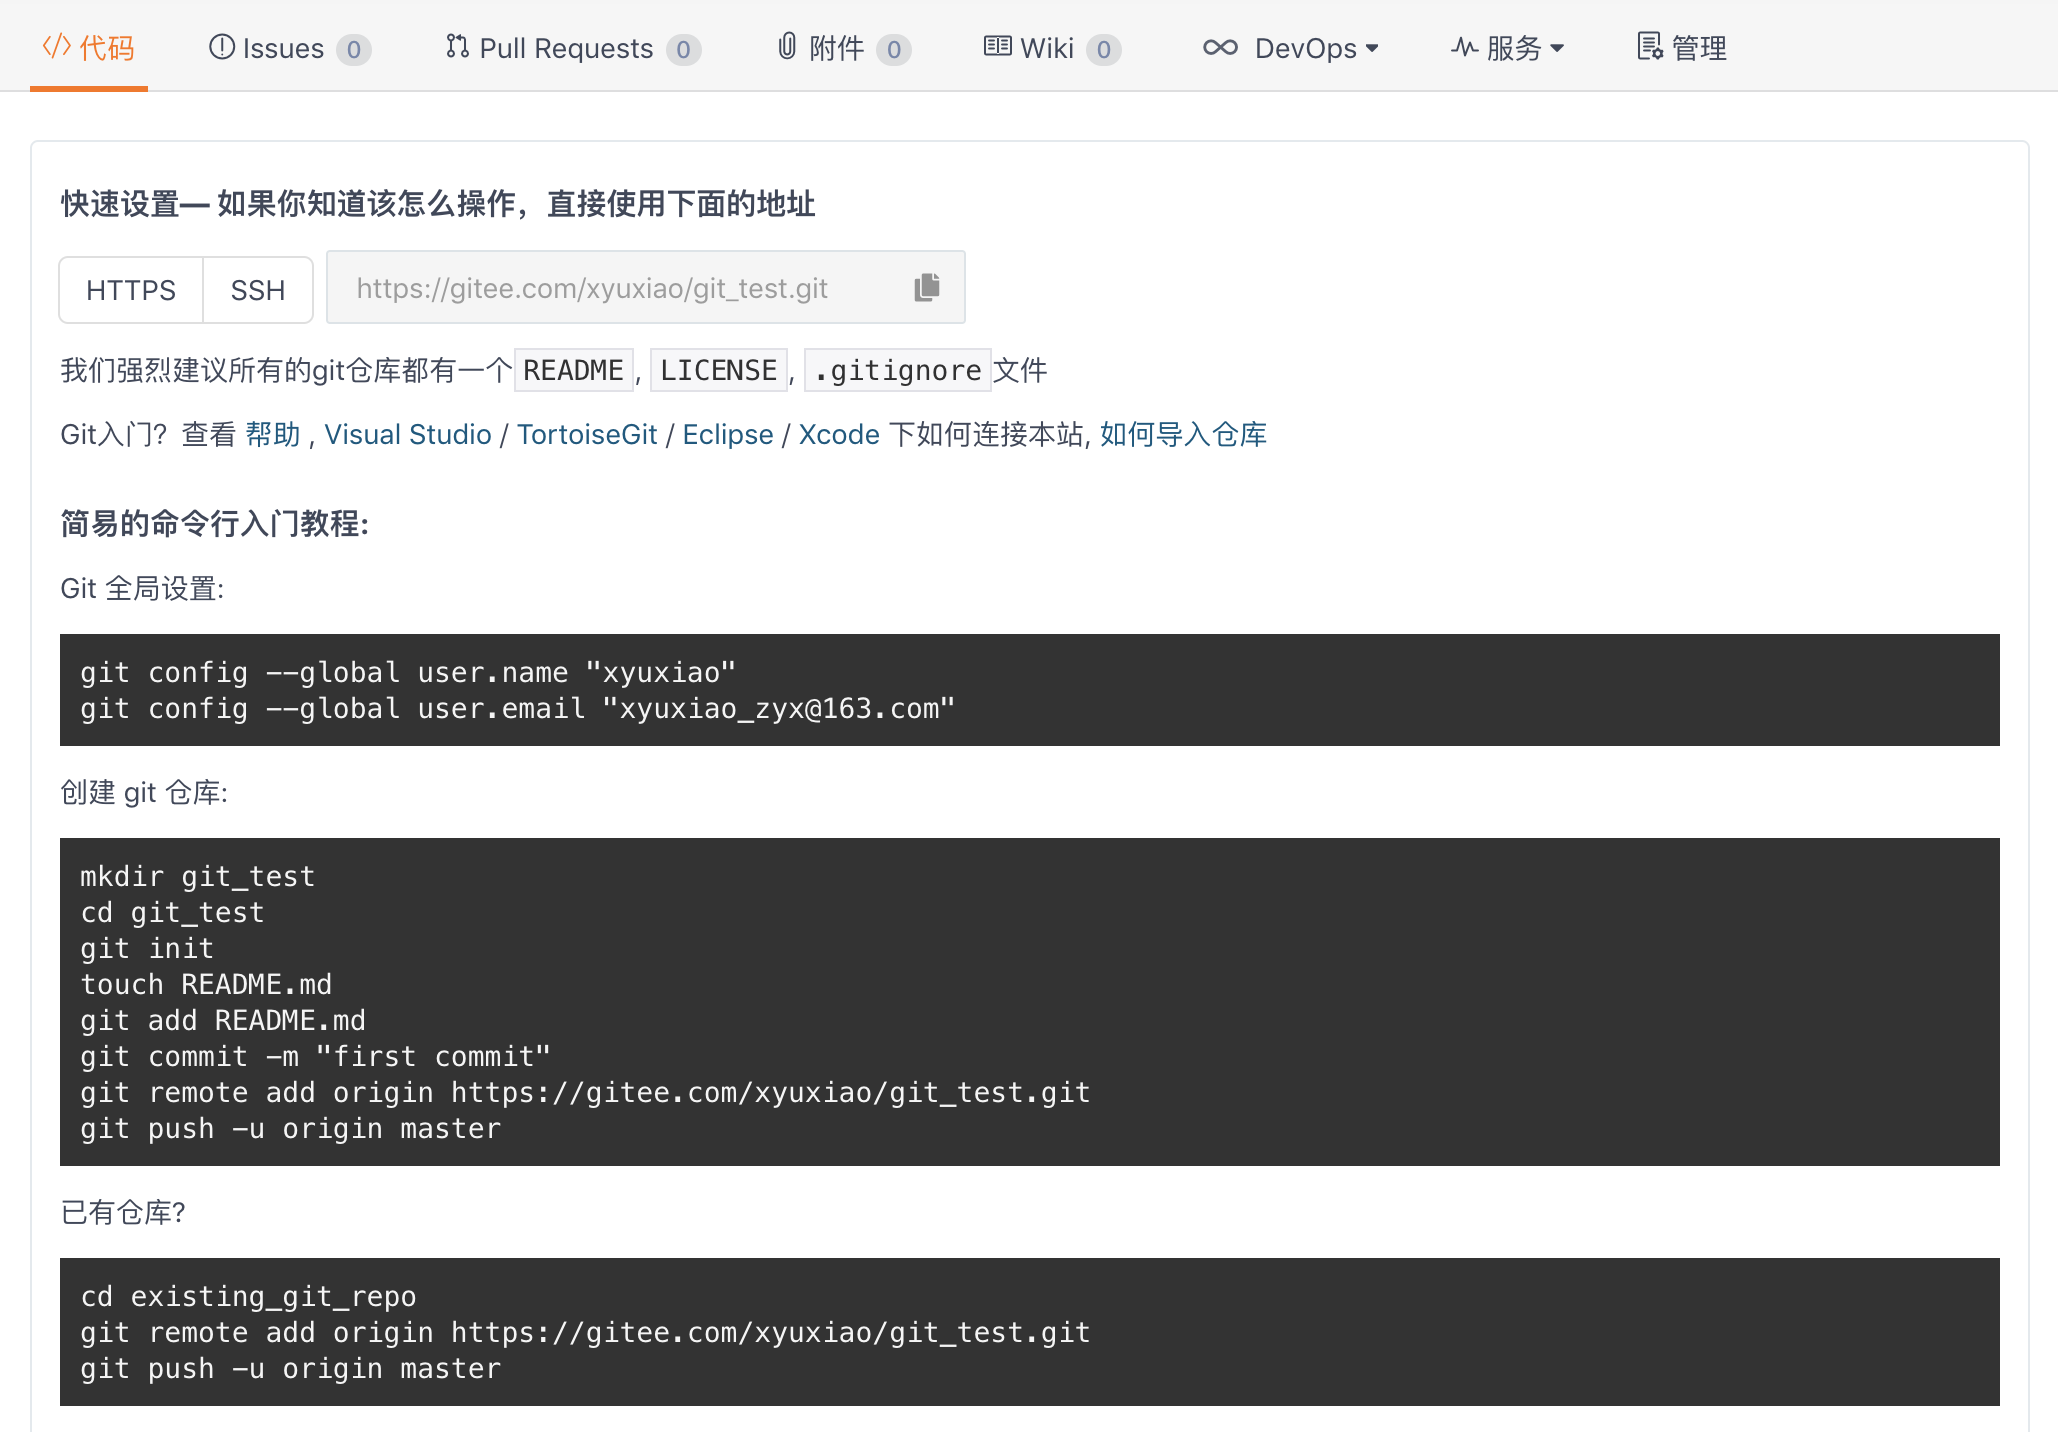 代码 Issues 0 Pull Requests 0 附件 0 Wiki 0 DevOps 服务 管理
快速设置— 如果你知道该怎么操作，直接使用下面的地址
HTTPS SSH https://gitee.com/xyuxiao/git_test.git
我们强烈建议所有的git仓库都有一个README, LICENSE, .gitignore文件
Git入门？查看 帮助 , Visual Studio / TortoiseGit / Eclipse / Xcode 下如何连接本站, 如何导入仓库
简易的命令行入门教程:
Git 全局设置:
git config --global user.name "xyuxiao"
git config --global user.email "xyuxiao_zyx@163.com"
创建 git 仓库:
mkdir git_test
cd git_test
git init
touch README.md
git add README.md
git commit -m "first commit"
git remote add origin https://gitee.com/xyuxiao/git_test.git
git push -u origin master
已有仓库?
cd existing_git_repo
git remote add origin https://gitee.com/xyuxiao/git_test.git
git push -u origin master